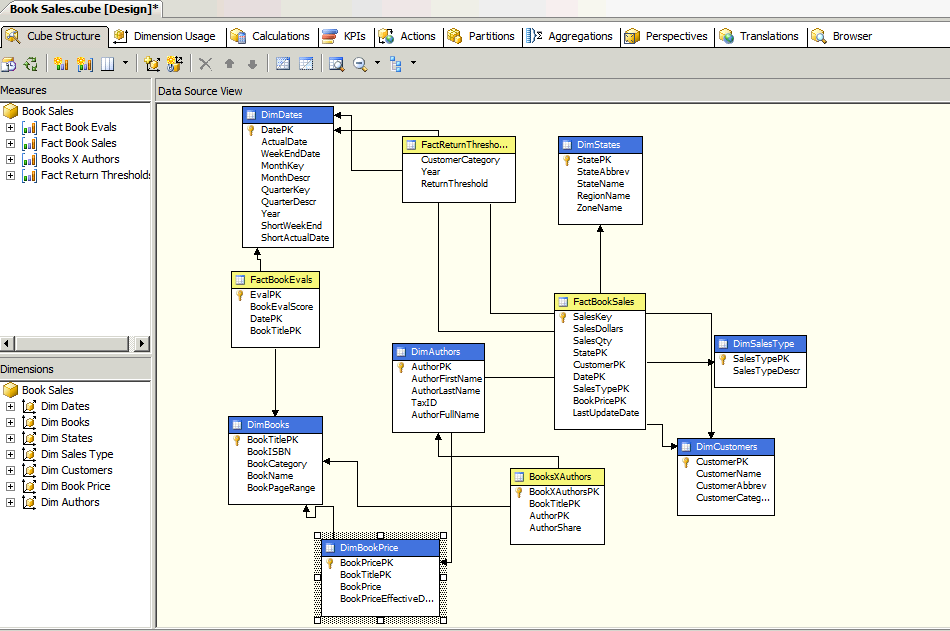 Book Sales.cube [Design]*
Cube Structure Dimension Usage Calculations KPIs Actions Partitions Aggregations Perspectives Translations Browser
Measures
Book Sales
Fact Book Evals
Fact Book Sales
Books X Authors
Fact Return Thresholds
Dimensions
Book Sales
Dim Dates
Dim Books
Dim States
Dim Sales Type
Dim Customers
Dim Book Price
Dim Authors
Data Source View
DimDates
DatePK
ActualDate
WeekEndDate
MonthKey
MonthDescr
QuarterKey
QuarterDescr
Year
ShortWeekEnd
ShortActualDate
FactReturnThresho...
CustomerCategory
Year
ReturnThreshold
DimStates
StatePK
StateAbbrev
StateName
RegionName
ZoneName
FactBookEvals
EvalPK
BookEvalScore
DatePK
BookTitlePK
FactBookSales
SalesKey
SalesDollars
SalesQty
StatePK
CustomerPK
DatePK
SalesTypePK
BookPricePK
LastUpdateDate
DimSalesType
SalesTypePK
SalesTypeDescr
DimAuthors
AuthorPK
AuthorFirstName
AuthorLastName
TaxID
AuthorFullName
DimBooks
BookTitlePK
BookISBN
BookCategory
BookName
BookPageRange
DimCustomers
CustomerPK
CustomerName
CustomerAbbrev
CustomerCateg...
BooksXAuthors
BookXAuthorsPK
BookTitlePK
AuthorPK
AuthorShare
DimBookPrice
BookPricePK
BookTitlePK
BookPrice
BookPriceEffectiveD...